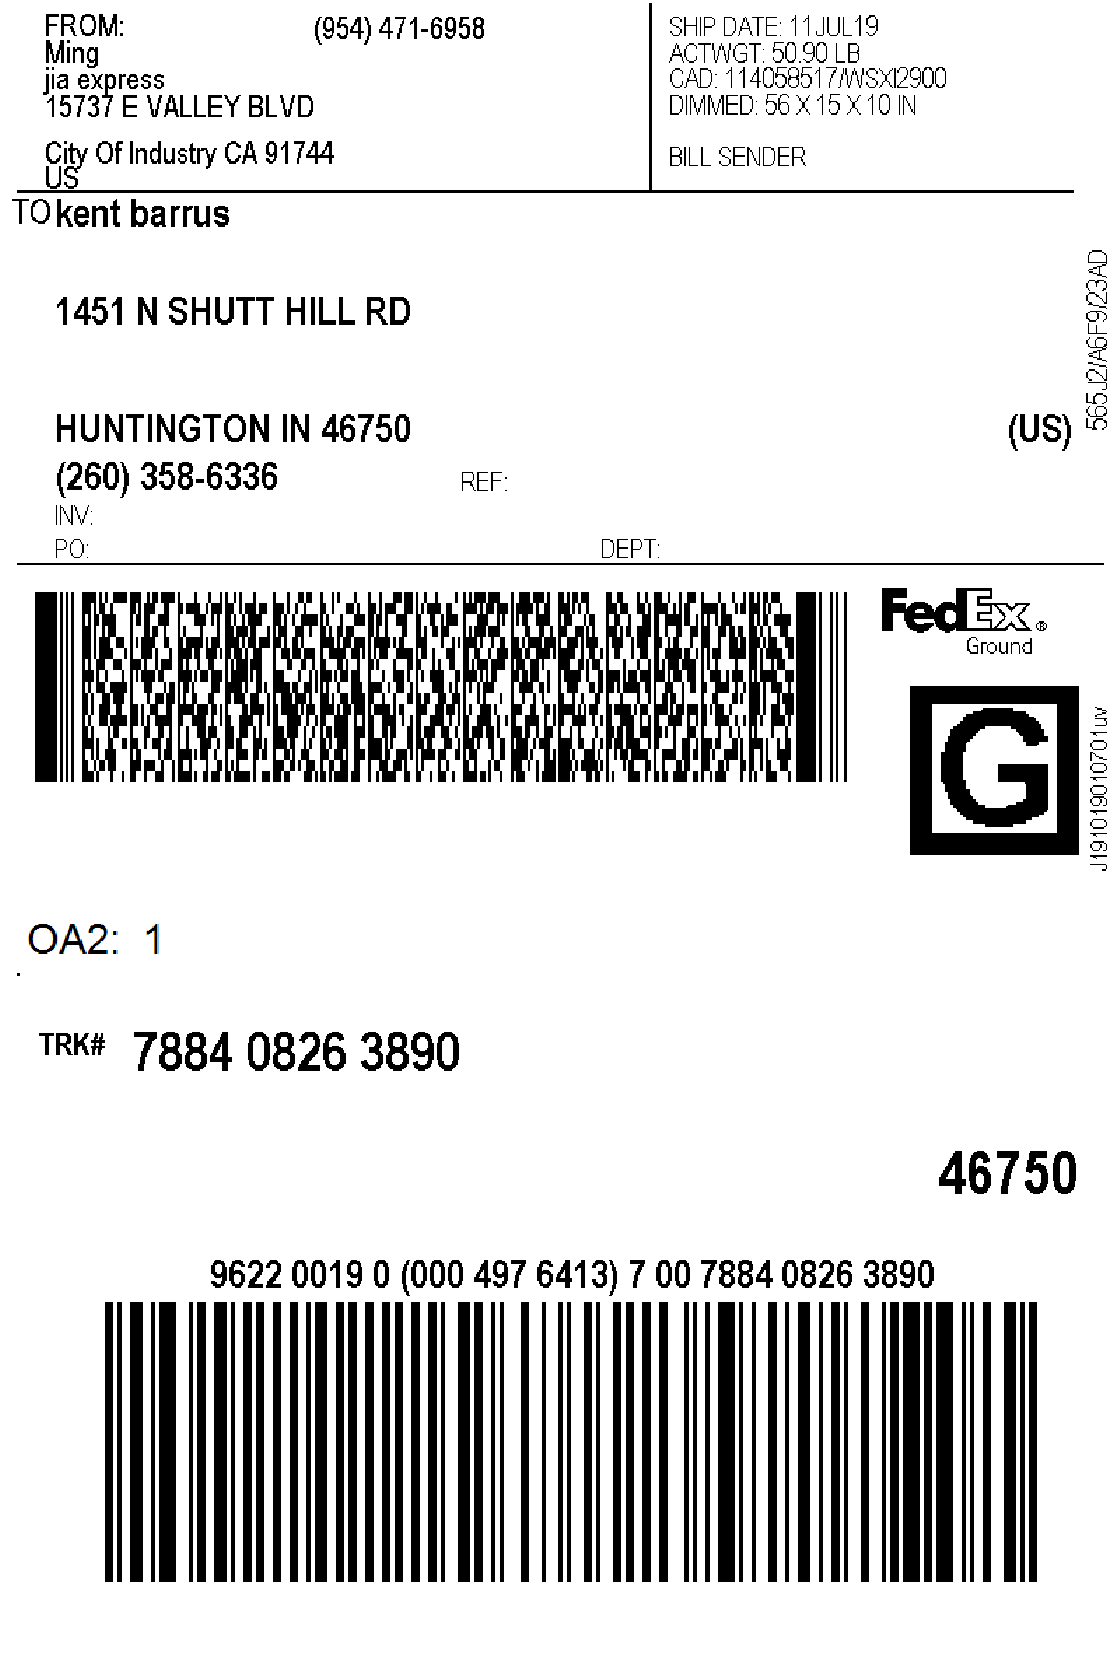 FROM: (954) 471-6958
Ming
jia express
15737 E VALLEY BLVD
City Of Industry CA 91744
US
SHIP DATE: 11JUL19
ACTWGT: 50.90 LB
CAD: 114058517/WSXI2900
DIMMED: 56 X 15 X 10 IN
BILL SENDER
TO kent barrus
1451 N SHUTT HILL RD
HUNTINGTON IN 46750 (US)
(260) 358-6336 REF:
INV:
PO: DEPT:
565J2/A6F9/23AD
FedEx®
Ground
G
J191019010701uv
OA2: 1
.
TRK# 7884 0826 3890
46750
9622 0019 0 (000 497 6413) 7 00 7884 0826 3890